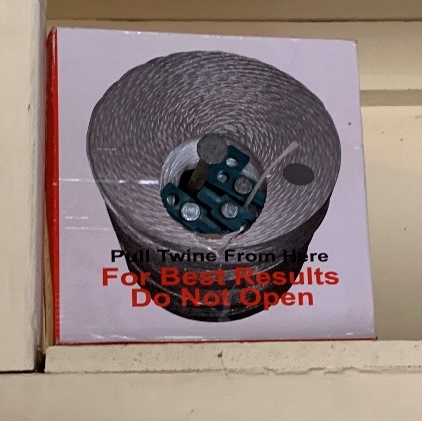 Pull Twine From Here
For Best Results
Do Not Open